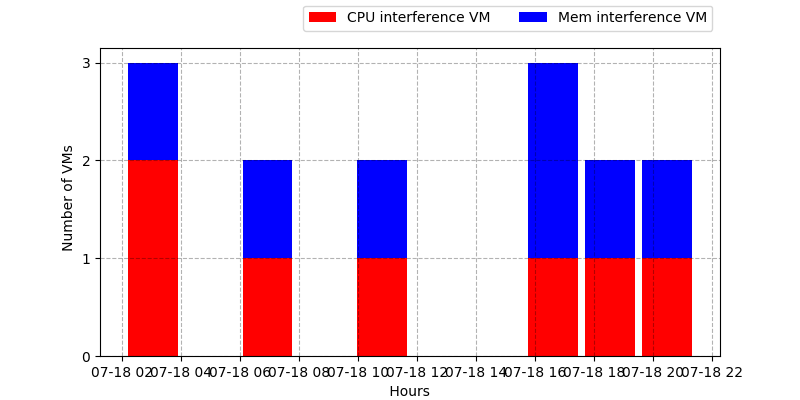 CPU interference VM Mem interference VM
3
2
1
0
Number of VMs
07-18 02 07-18 04 07-18 06 07-18 08 07-18 10 07-18 12 07-18 14 07-18 16 07-18 18 07-18 20 07-18 22
Hours